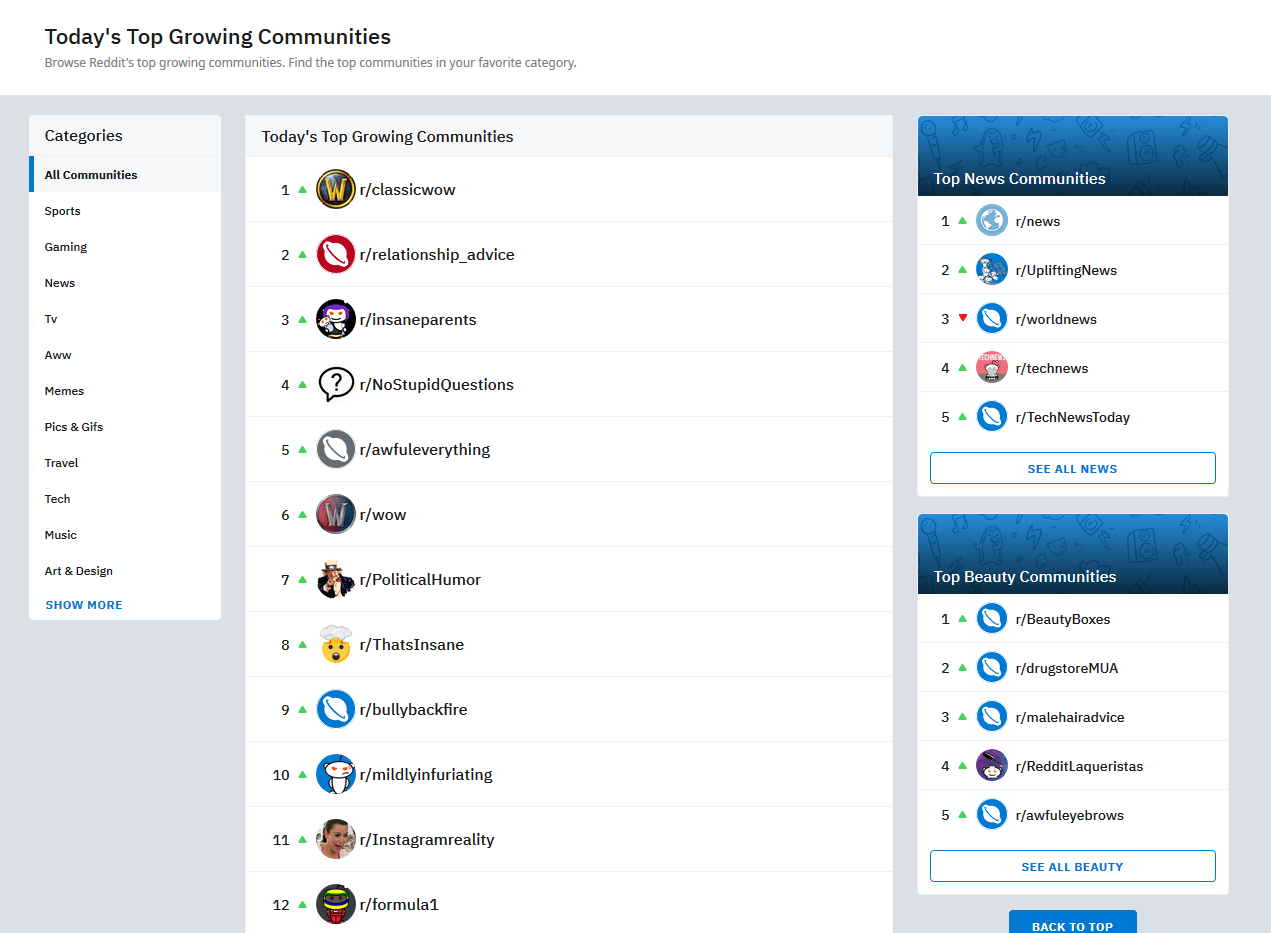 Today's Top Growing Communities
Browse Reddit's top growing communities. Find the top communities in your favorite category.
Categories
All Communities
Sports
Gaming
News
Tv
Aww
Memes
Pics & Gifs
Travel
Tech
Music
Art & Design
SHOW MORE
Today's Top Growing Communities
1 r/classicwow
2 r/relationship_advice
3 r/insaneparents
4 r/NoStupidQuestions
5 r/awfuleverything
6 r/wow
7 r/PoliticalHumor
8 r/ThatsInsane
9 r/bullybackfire
10 r/mildlyinfuriating
11 r/Instagramreality
12 r/formula1
Top News Communities
1 r/news
2 r/UpliftingNews
3 r/worldnews
4 r/technews
5 r/TechNewsToday
SEE ALL NEWS
Top Beauty Communities
1 r/BeautyBoxes
2 r/drugstoreMUA
3 r/malehairadvice
4 r/RedditLaqueristas
5 r/awfuleyebrows
SEE ALL BEAUTY
BACK TO TOP